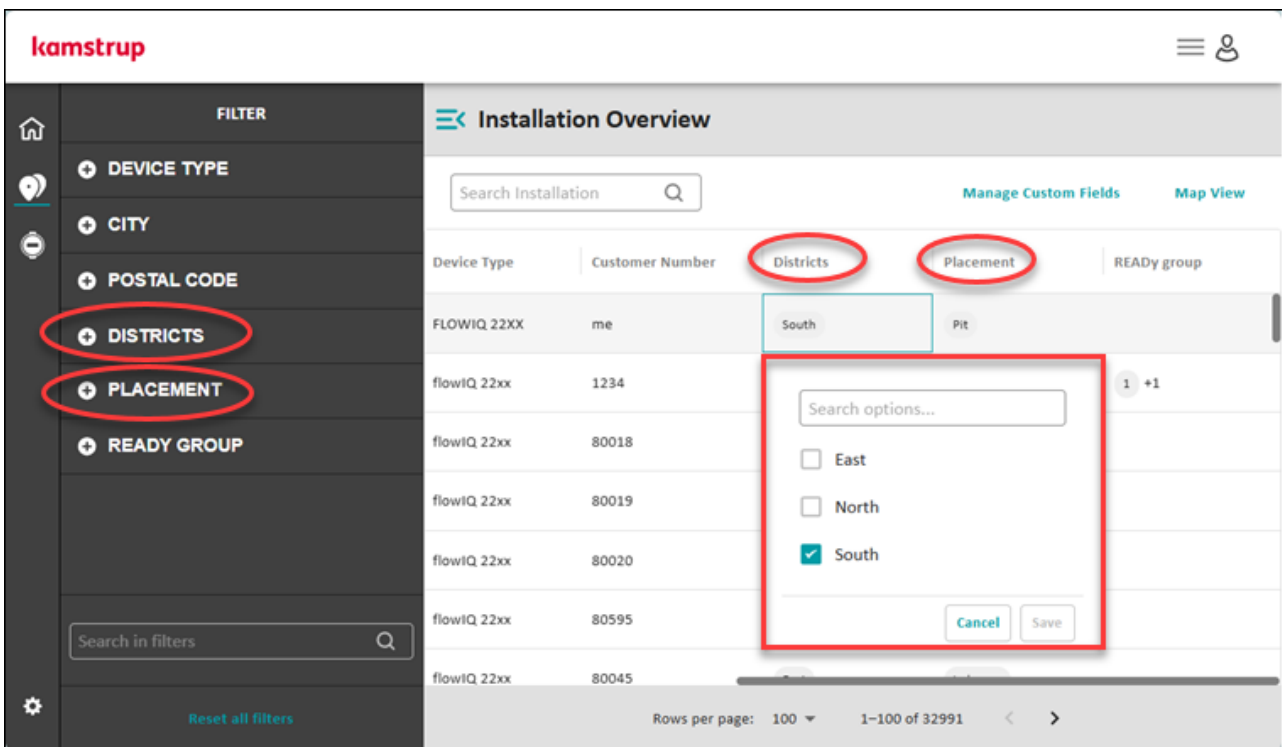 kamstrup
FILTER
DEVICE TYPE
CITY
POSTAL CODE
DISTRICTS
PLACEMENT
READY GROUP
Search in filters
Reset all filters
Installation Overview
Search Installation
Manage Custom Fields Map View
Device Type Customer Number Districts Placement READy group
FLOWIQ 22XX me South Pit
flowIQ 22xx 1234 1 +1
flowIQ 22xx 80018
flowIQ 22xx 80019
flowIQ 22xx 80020
flowIQ 22xx 80595
flowIQ 22xx 80045
Search options...
East
North
South
Cancel Save
Rows per page: 100 1–100 of 32991